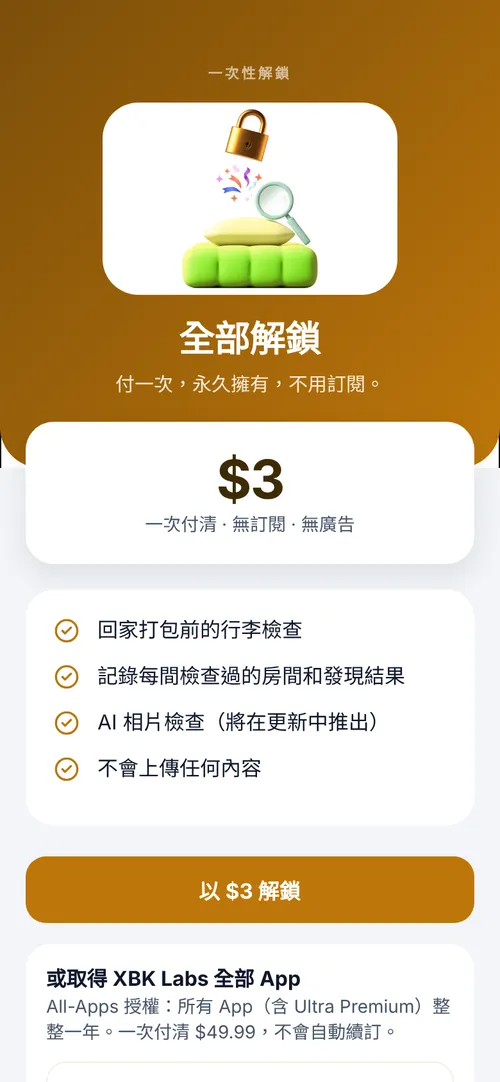 一次性解鎖
全部解鎖
付一次，永久擁有，不用訂閱。
$3
一次付清 · 無訂閱 · 無廣告
回家打包前的行李檢查
記錄每間檢查過的房間和發現結果
AI 相片檢查（將在更新中推出）
不會上傳任何內容
以 $3 解鎖
或取得 XBK Labs 全部 App
All-Apps 授權：所有 App（含 Ultra Premium）整
整一年。一次付清 $49.99，不會自動續訂。